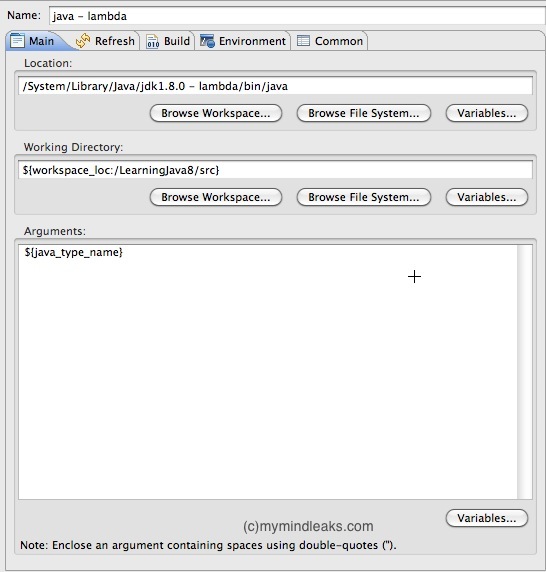 Name: java - lambda
Main Refresh Build Environment Common
Location:
/System/Library/Java/jdk1.8.0 - lambda/bin/java
Browse Workspace... Browse File System... Variables...
Working Directory:
${workspace_loc:/LearningJava8/src}
Browse Workspace... Browse File System... Variables...
Arguments:
${java_type_name}
Variables...
(c)mymindleaks.com
Note: Enclose an argument containing spaces using double-quotes (").